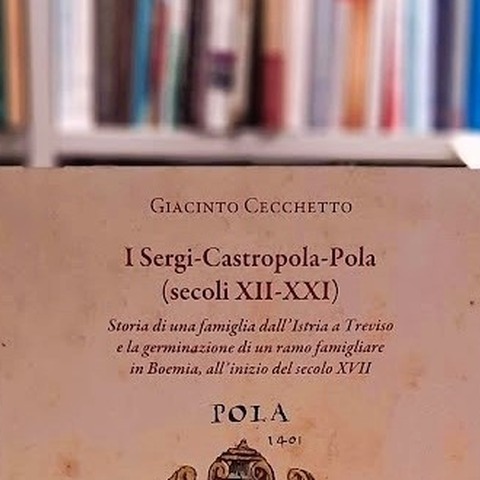 Giacinto Cecchetto
I Sergi-Castropola-Pola
(secoli XII-XXI)
Storia di una famiglia dall'Istria a Treviso
e la germinazione di un ramo famigliare
in Boemia, all'inizio del secolo XVII
POLA
1401